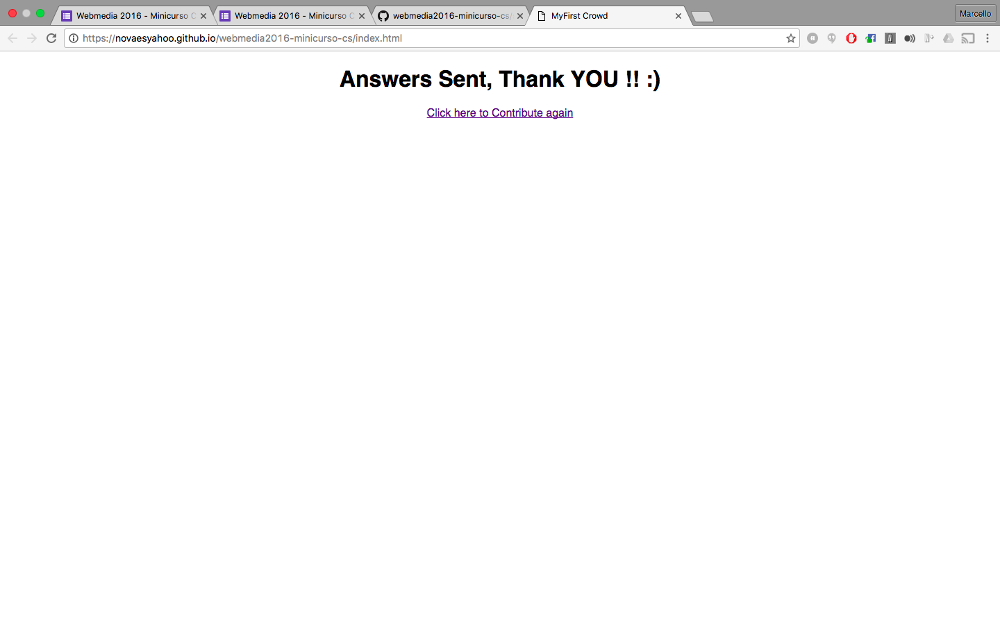 Webmedia 2016 - Minicurso C
Webmedia 2016 - Minicurso C
webmedia2016-minicurso-cs/
MyFirst Crowd
Marcello
https://novaesyahoo.github.io/webmedia2016-minicurso-cs/index.html
Answers Sent, Thank YOU !! :)
Click here to Contribute again